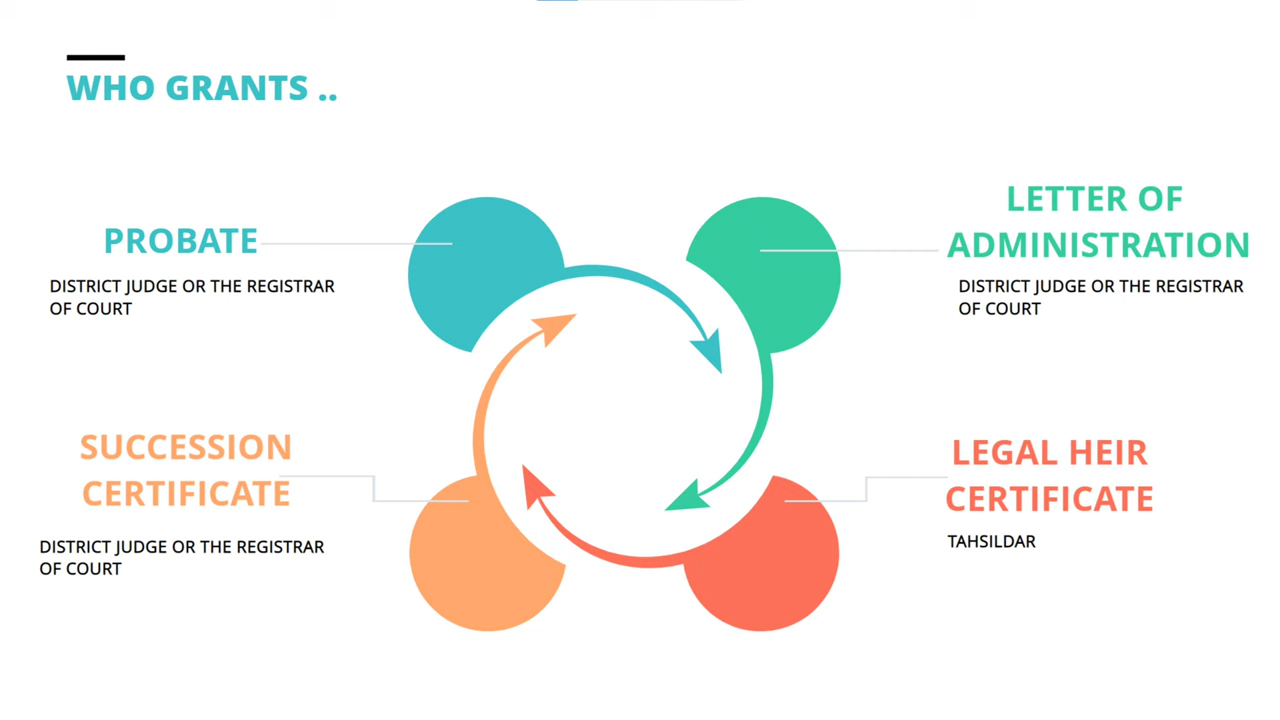 WHO GRANTS ..
PROBATE
DISTRICT JUDGE OR THE REGISTRAR
OF COURT
LETTER OF
ADMINISTRATION
DISTRICT JUDGE OR THE REGISTRAR
OF COURT
SUCCESSION
CERTIFICATE
DISTRICT JUDGE OR THE REGISTRAR
OF COURT
LEGAL HEIR
CERTIFICATE
TAHSILDAR